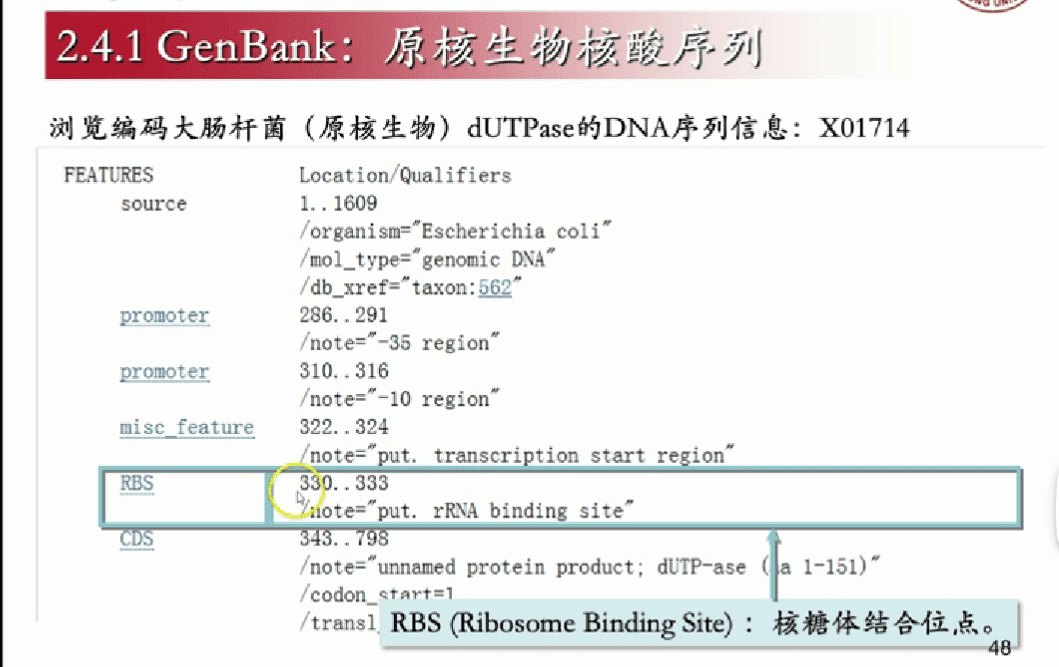 2.4.1 GenBank：原核生物核酸序列
浏览编码大肠杆菌（原核生物）dUTPase的DNA序列信息：X01714
FEATURES Location/Qualifiers
source 1..1609
/organism="Escherichia coli"
/mol_type="genomic DNA"
/db_xref="taxon:562"
promoter 286..291
/note="-35 region"
promoter 310..316
/note="-10 region"
misc_feature 322..324
/note="put. transcription start region"
RBS 330..333
/note="put. rRNA binding site"
CDS 343..798
/note="unnamed protein product; dUTP-ase (aa 1-151)"
/codon_start=1
/transl_
RBS (Ribosome Binding Site)：核糖体结合位点。
48